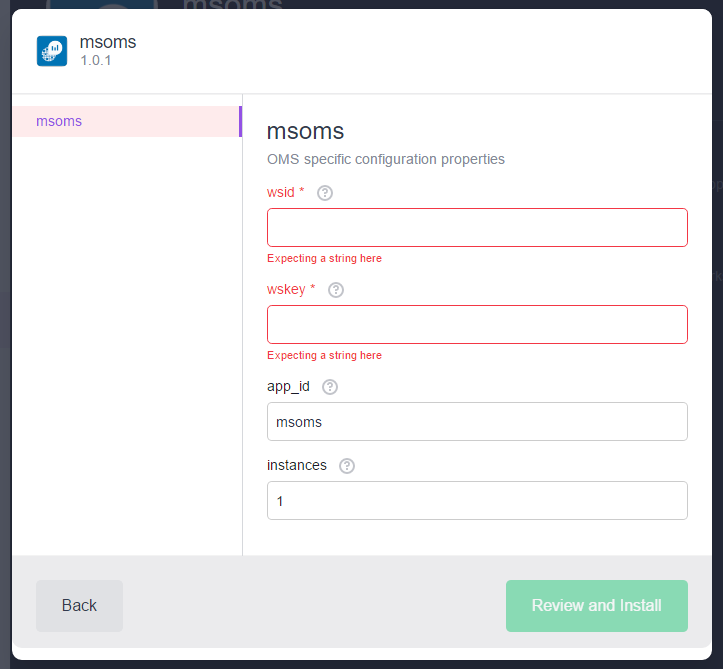 msoms
msoms
1.0.1
msoms
msoms
OMS specific configuration properties
wsid *
Expecting a string here
wskey *
Expecting a string here
app_id
msoms
instances
1
Back
Review and Install